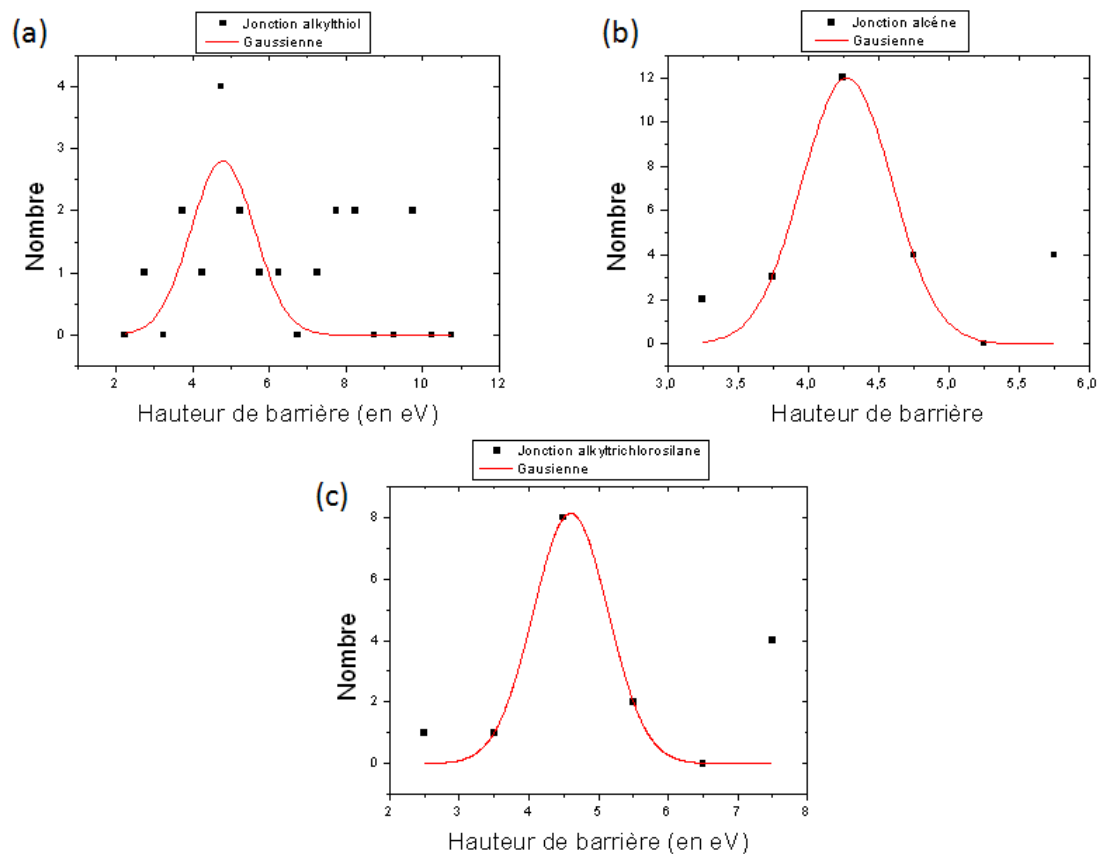 (a)
Jonction alkylthiol
Gaussienne
Nombre
4
3
2
1
0
2
4
6
8
10
12
Hauteur de barrière (en eV)
(b)
Jonction alcéne
Gausienne
Nombre
12
10
8
6
4
2
0
3,0
3,5
4,0
4,5
5,0
5,5
6,0
Hauteur de barrière
(c)
Jonction alkyltrichlorosilane
Gausienne
Nombre
8
6
4
2
0
2
3
4
5
6
7
8
Hauteur de barrière (en eV)